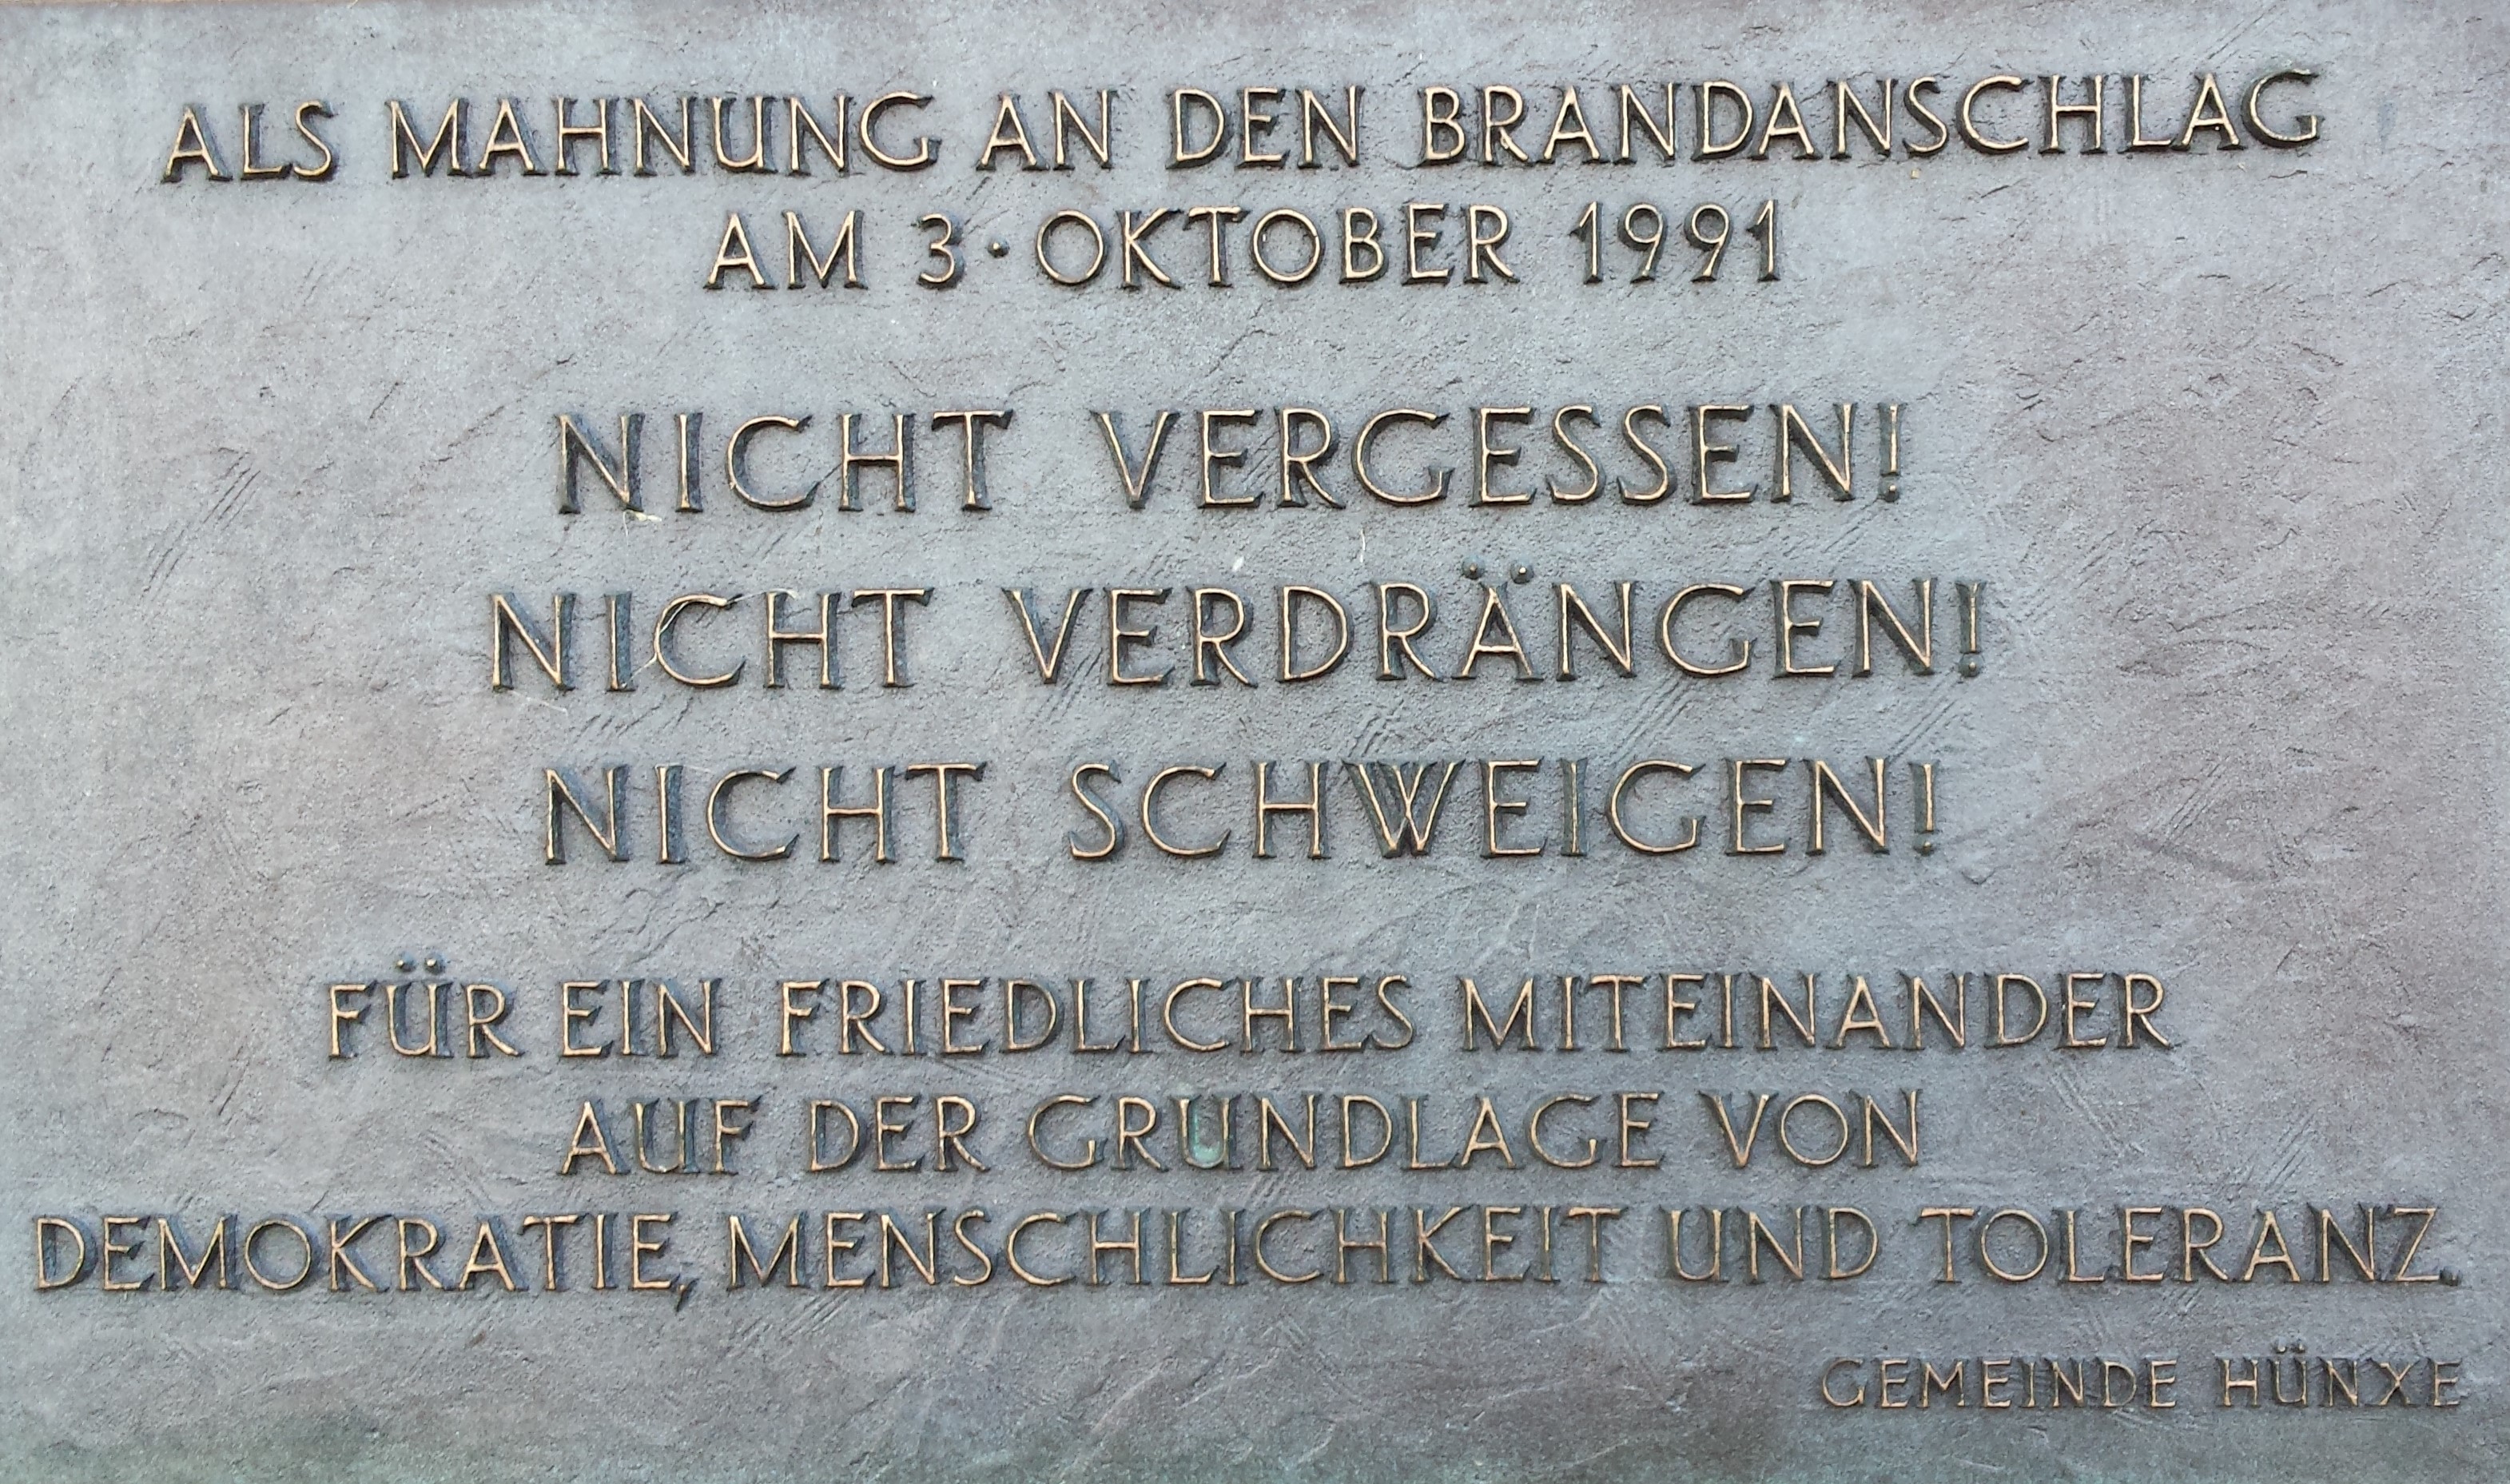 ALS MAHNUNG AN DEN BRANDANSCHLAG
AM 3. OKTOBER 1991
NICHT VERGESSEN!
NICHT VERDRÄNGEN!
NICHT SCHWEIGEN!
FÜR EIN FRIEDLICHES MITEINANDER
AUF DER GRUNDLAGE VON
DEMOKRATIE, MENSCHLICHKEIT UND TOLERANZ.
GEMEINDE HÜNXE